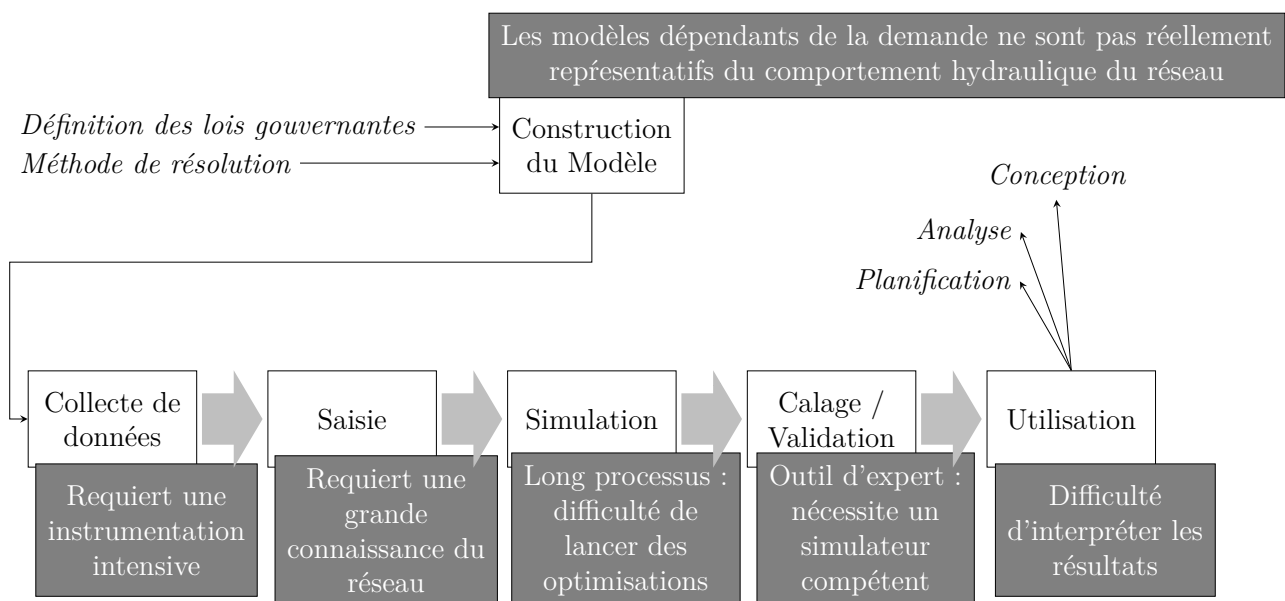 Les modèles dépendants de la demande ne sont pas réellement
repŕesentatifs du comportement hydraulique du réseau
Définition des lois gouvernantes
Méthode de résolution
Construction
du Modèle
Conception
Analyse
Planification
Collecte de
données
Saisie
Simulation
Calage /
Validation
Utilisation
Requiert une
instrumentation
intensive
Requiert une
grande
connaissance du
réseau
Long processus :
difficulté de
lancer des
optimisations
Outil d'expert :
nécessite un
simulateur
compétent
Difficulté
d'interpréter les
résultats